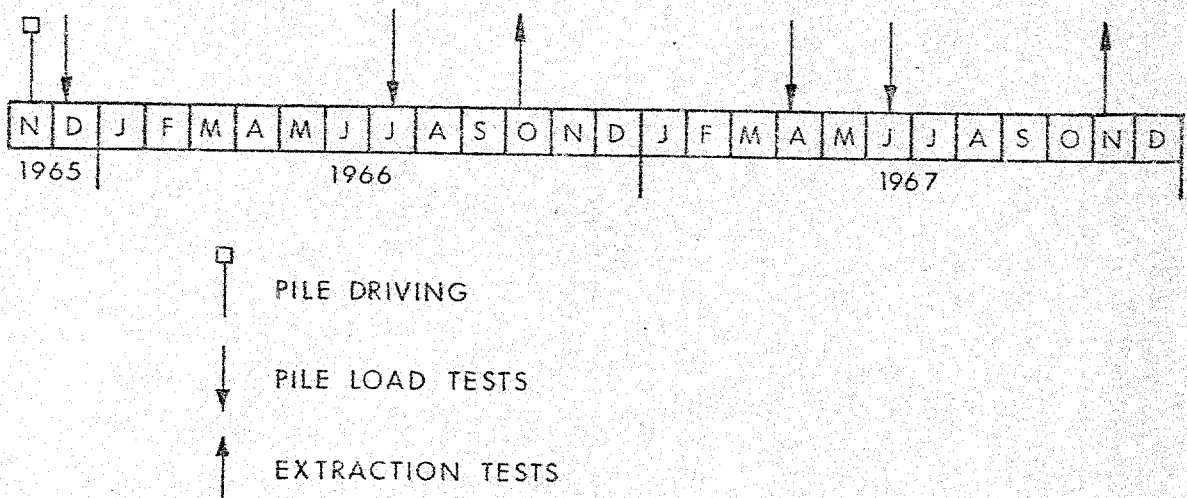 N D J F M A M J J A S O N D J F M A M J J A S O N D
1965 1966 1967
PILE DRIVING
PILE LOAD TESTS
EXTRACTION TESTS